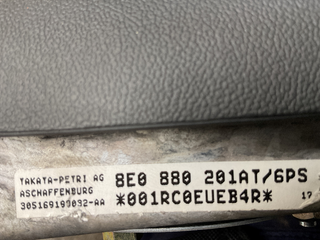 TAKATA-PETRI AG
ASCHAFFENBURG
305169199032-AA
8E0 880 201AT/6PS
*001RC0EUEB4R*
17